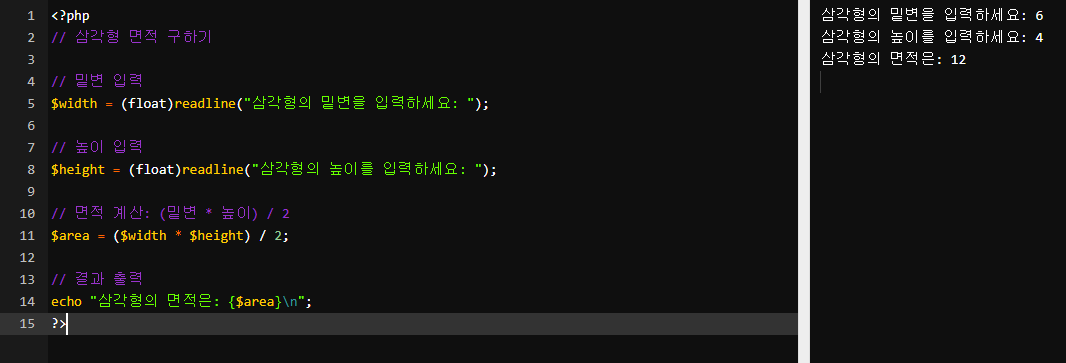 1 <?php
2 // 삼각형 면적 구하기
3
4 // 밑변 입력
5 $width = (float)readline("삼각형의 밑변을 입력하세요: ");
6
7 // 높이 입력
8 $height = (float)readline("삼각형의 높이를 입력하세요: ");
9
10 // 면적 계산: (밑변 * 높이) / 2
11 $area = ($width * $height) / 2;
12
13 // 결과 출력
14 echo "삼각형의 면적은: {$area}\n";
15 ?>
삼각형의 밑변을 입력하세요: 6
삼각형의 높이를 입력하세요: 4
삼각형의 면적은: 12